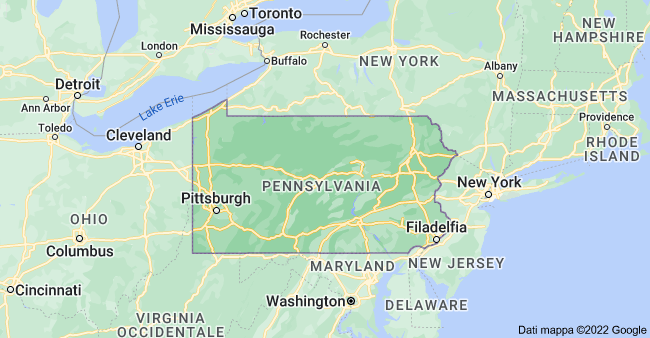 Toronto
Mississauga
NEW
HAMPSHIRE
London
Rochester
Buffalo
NEW YORK
Albany
Detroit
Ann Arbor
Lake Erie
MASSACHUSETTS
Toledo
Cleveland
Providence
RHODE
ISLAND
PENNSYLVANIA
New York
Pittsburgh
OHIO
Columbus
Filadelfia
MARYLAND
NEW JERSEY
Cincinnati
Washington
DELAWARE
VIRGINIA
OCCIDENTALE
Dati mappa ©2022 Google